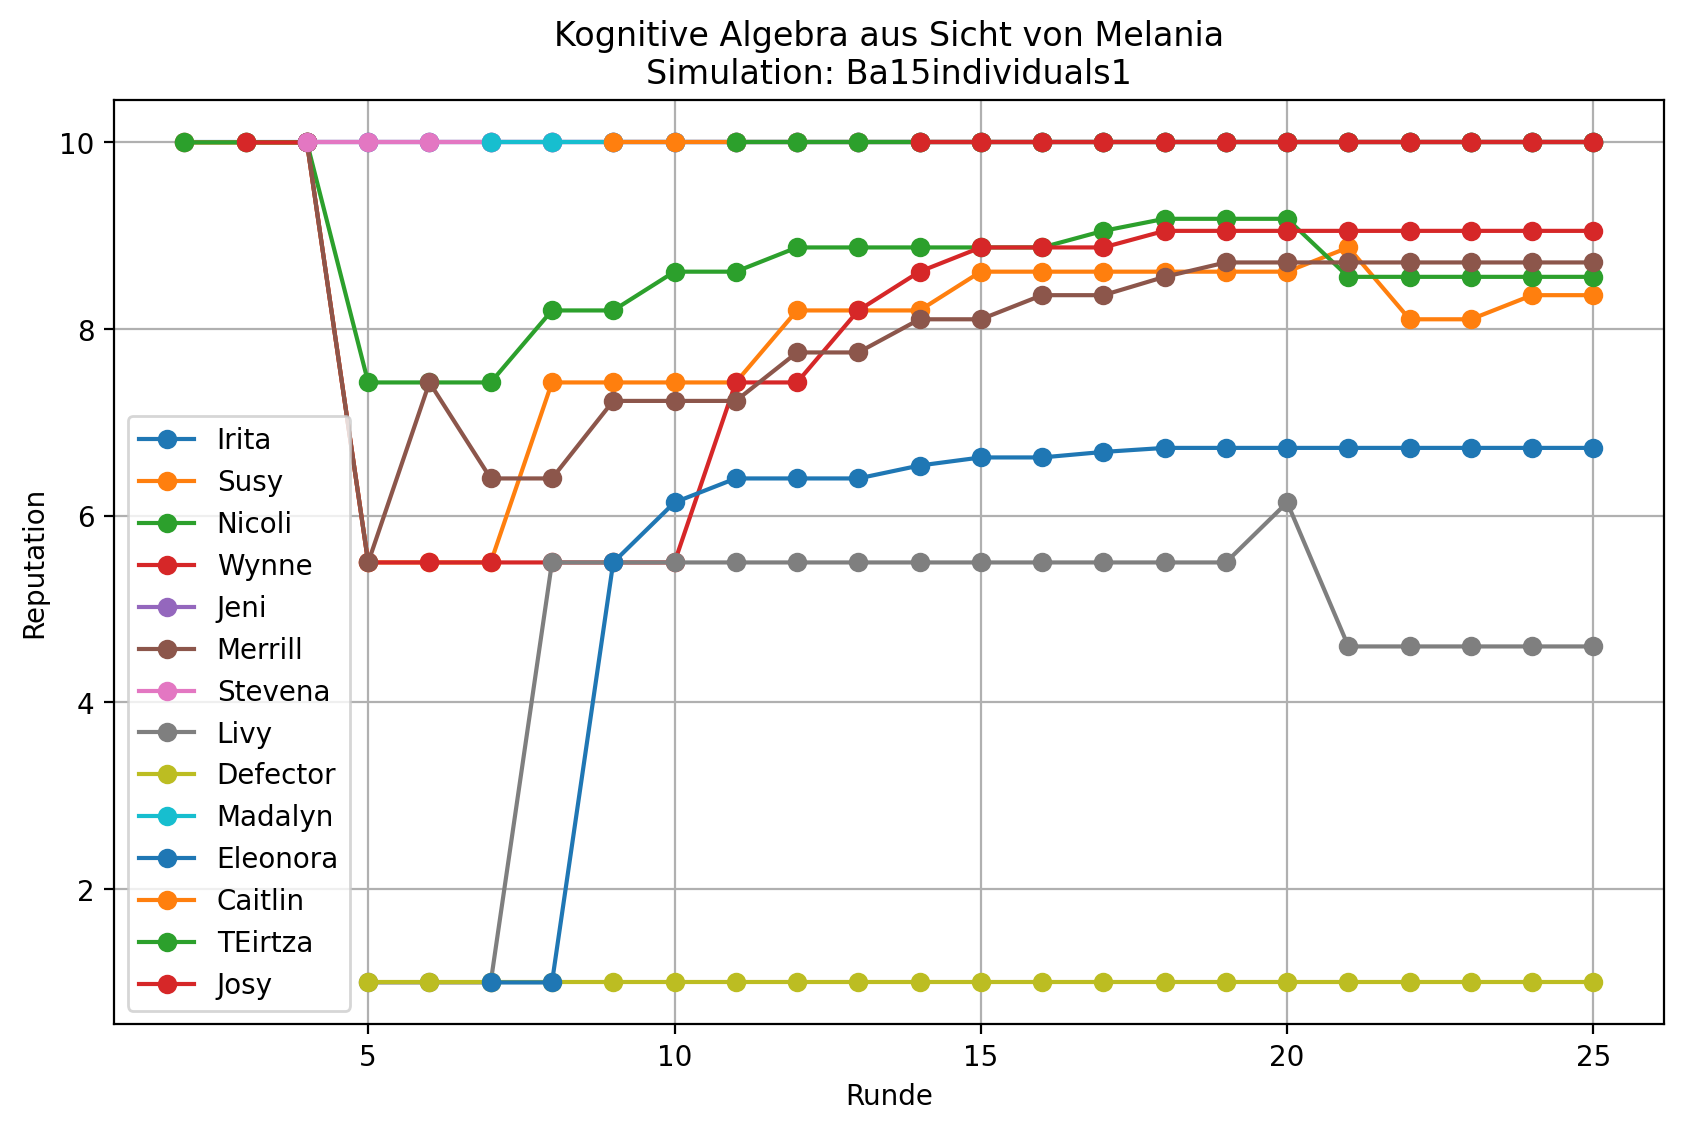 Kognitive Algebra aus Sicht von Melania
Simulation: Ba15individuals1
10
8
6
4
2
Reputation
Irita
Susy
Nicoli
Wynne
Jeni
Merrill
Stevena
Livy
Defector
Madalyn
Eleonora
Caitlin
TEirtza
Josy
5
10
15
20
25
Runde